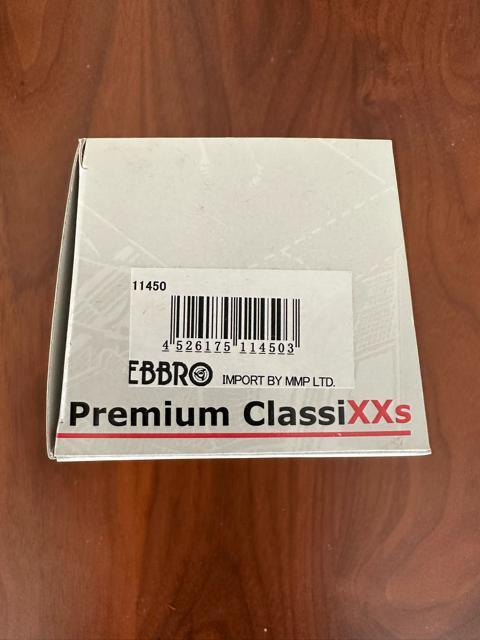 11450
4 526175 114503
EBBRO IMPORT BY MMP LTD.
Premium ClassiXXs